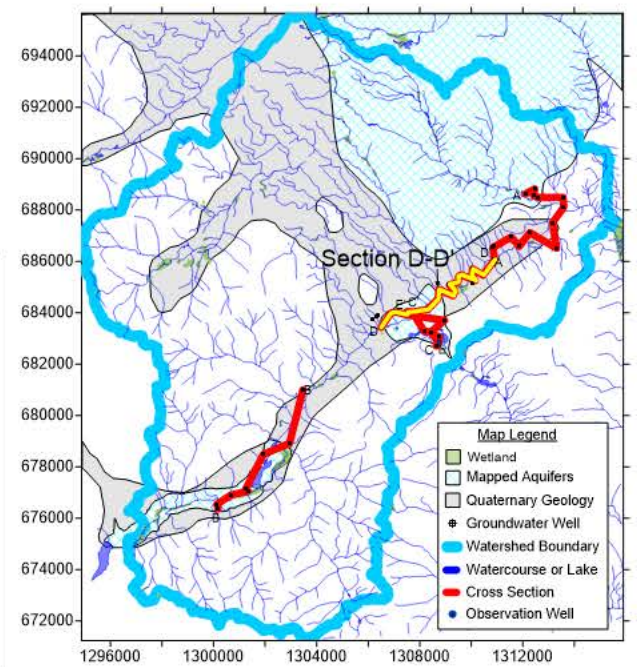 694000
692000
690000
688000
686000
684000
682000
680000
678000
676000
674000
672000
1296000 1300000 1304000 1308000 1312000
A
D'
A
Section D-D'
D
C
B'
B
Map Legend
Wetland
Mapped Aquifers
Quaternary Geology
Groundwater Well
Watershed Boundary
Watercourse or Lake
Cross Section
Observation Well